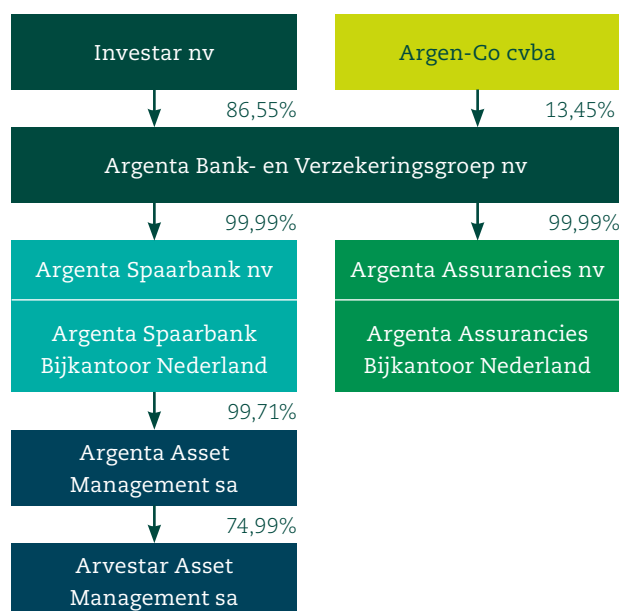 Investar nv
Argen-Co cvba
86,55%
13,45%
Argenta Bank- en Verzekeringsgroep nv
99,99%
99,99%
Argenta Spaarbank nv
Argenta Assurancies nv
Argenta Spaarbank
Bijkantoor Nederland
Argenta Assurancies
Bijkantoor Nederland
99,71%
Argenta Asset
Management sa
74,99%
Arvestar Asset
Management sa